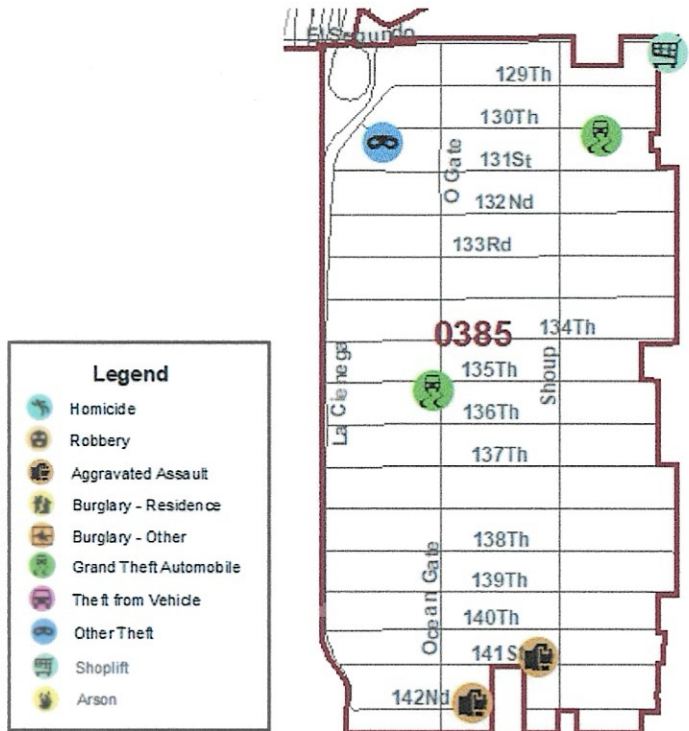 El Segundo
129Th
130Th
O Gate
131St
132Nd
133Rd
0385
134Th
La Cienega
135Th
Shoup
136Th
137Th
138Th
Ocean Gate
139Th
140Th
141St
142Nd
Legend
Homicide
Robbery
Aggravated Assault
Burglary - Residence
Burglary - Other
Grand Theft Automobile
Theft from Vehicle
Other Theft
Shoplift
Arson